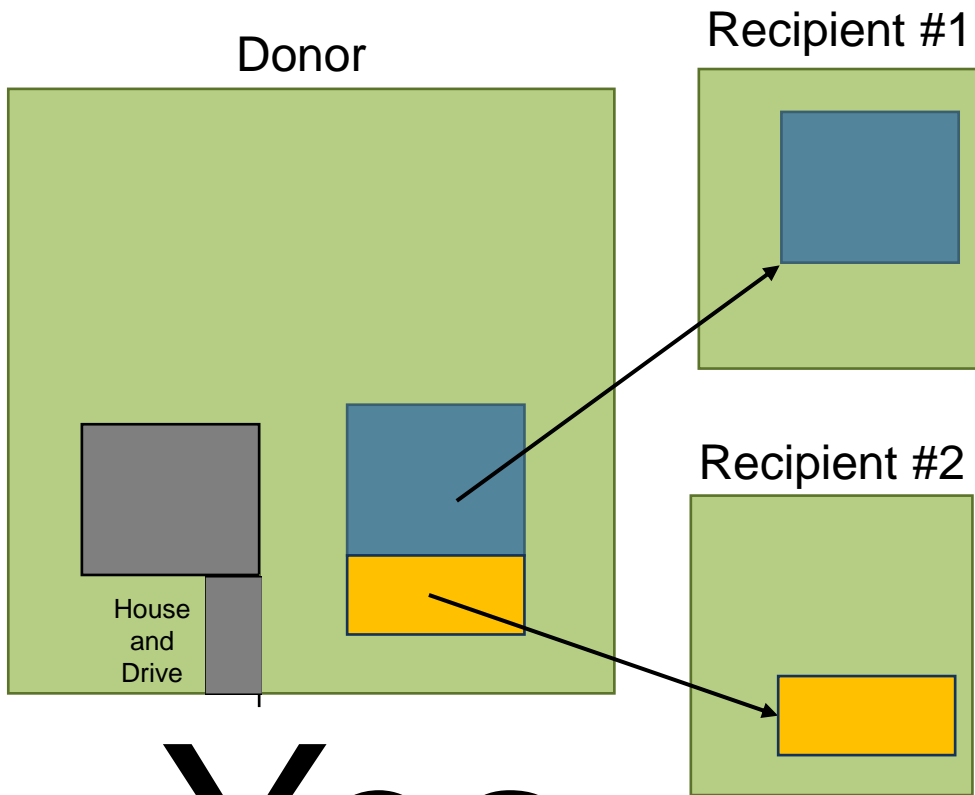 Donor
Recipient #1
Recipient #2
House
and
Drive